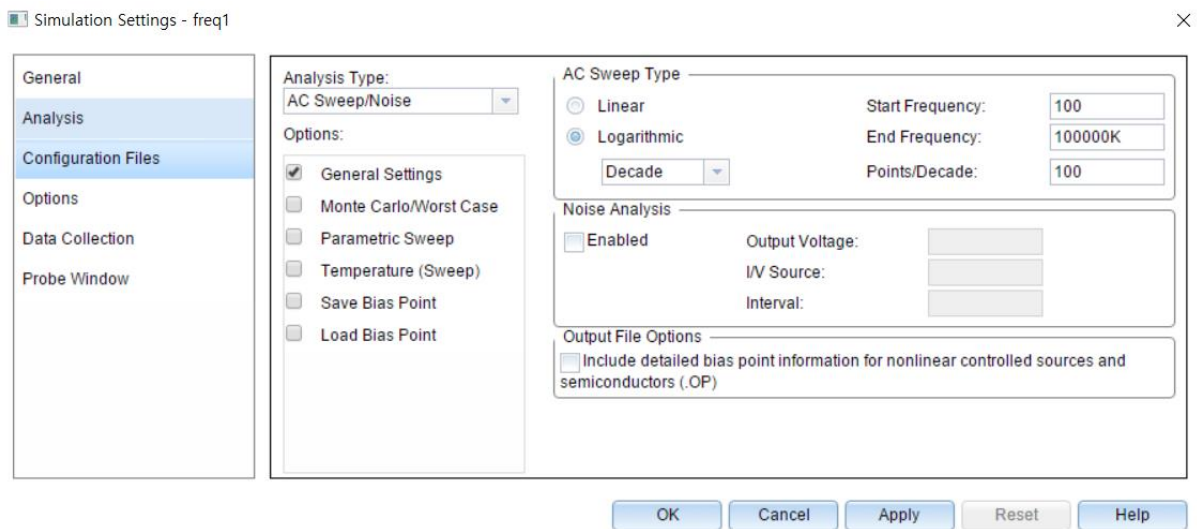 Simulation Settings - freq1
General
Analysis
Configuration Files
Options
Data Collection
Probe Window
Analysis Type:
AC Sweep/Noise
Options:
General Settings
Monte Carlo/Worst Case
Parametric Sweep
Temperature (Sweep)
Save Bias Point
Load Bias Point
AC Sweep Type
Linear
Logarithmic
Decade
Start Frequency: 100
End Frequency: 100000K
Points/Decade: 100
Noise Analysis
Enabled
Output Voltage:
I/V Source:
Interval:
Output File Options
Include detailed bias point information for nonlinear controlled sources and
semiconductors (.OP)
OK Cancel Apply Reset Help